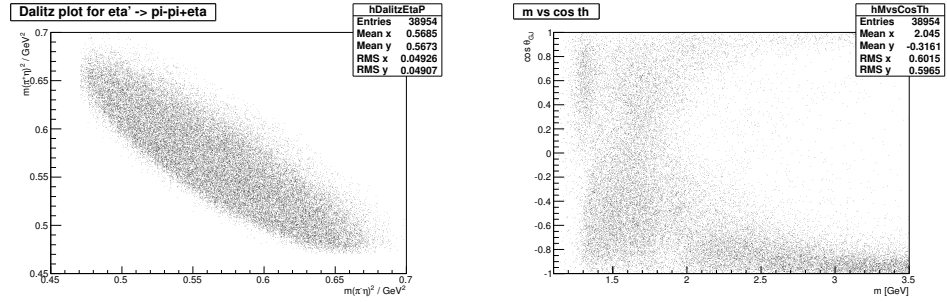 Dalitz plot for eta' -> pi-pi+eta
hDalitzEtaP
Entries 38954
Mean x 0.5685
Mean y 0.5673
RMS x 0.04926
RMS y 0.04907
m(π⁻η)² / GeV²
0.7
0.65
0.6
0.55
0.5
0.45
0.45 0.5 0.55 0.6 0.65 0.7
m vs cos th
hMvsCosTh
Entries 38954
Mean x 2.045
Mean y -0.3161
RMS x 0.6015
RMS y 0.5965
cos θGJ
1
0.8
0.6
0.4
0.2
0
-0.2
-0.4
-0.6
-0.8
-1
1.5 2 2.5 3 3.5
m [GeV]